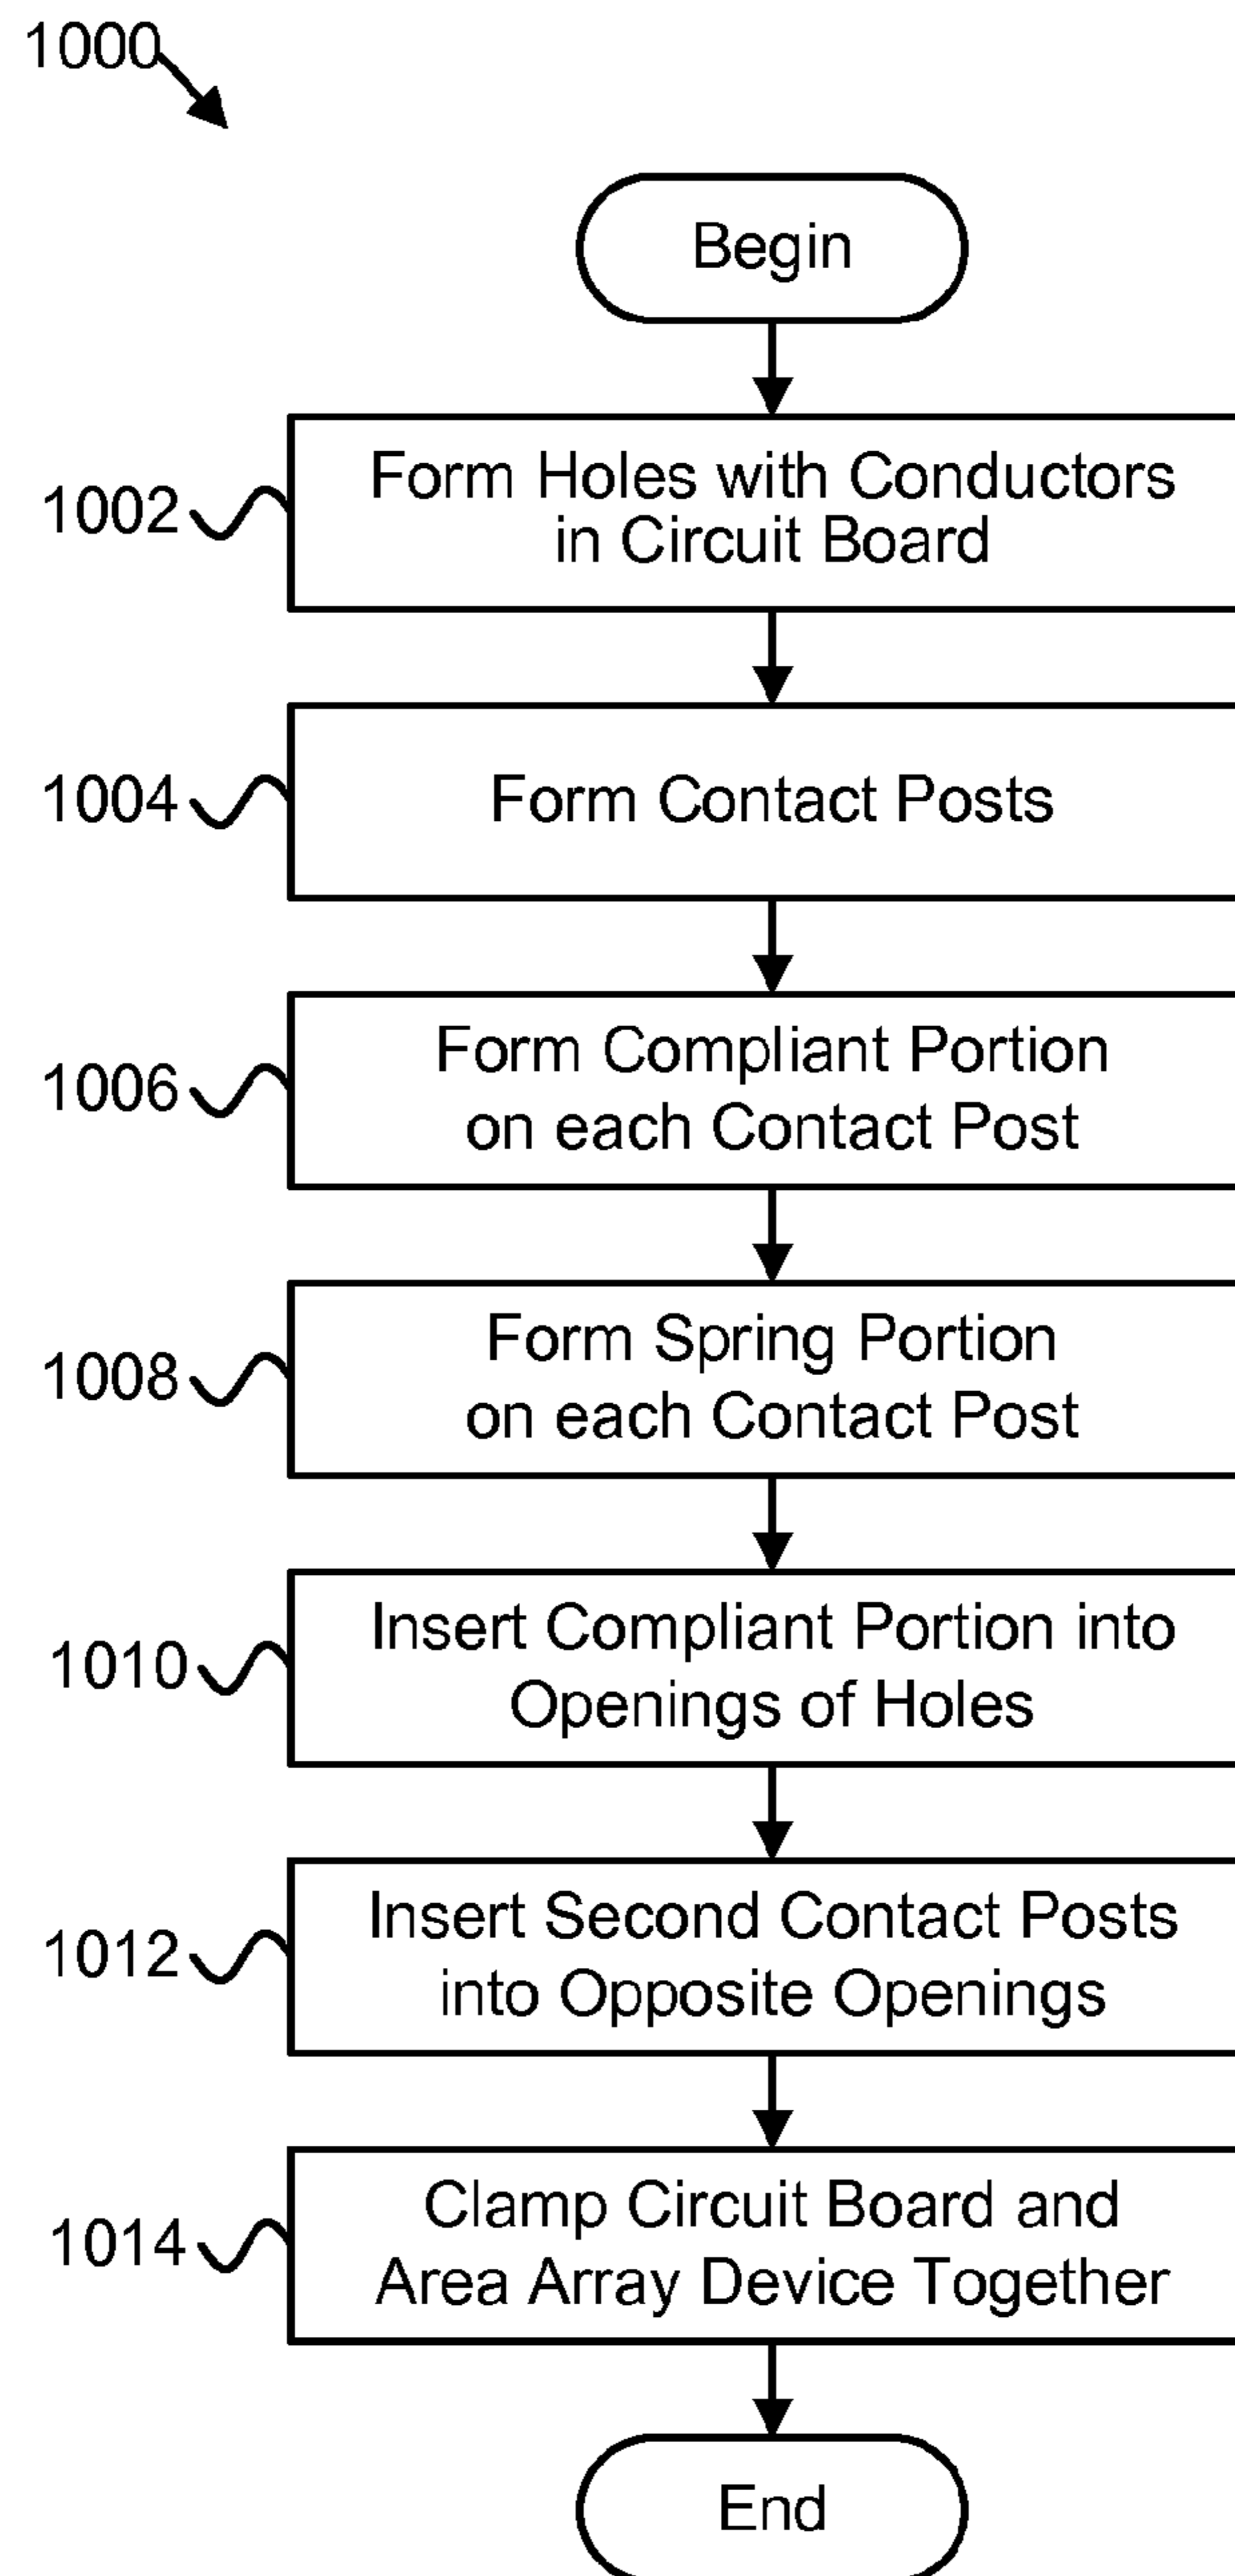 1000
Begin
1002
Form Holes with Conductors
in Circuit Board
1004
Form Contact Posts
1006
Form Compliant Portion
on each Contact Post
1008
Form Spring Portion
on each Contact Post
1010
Insert Compliant Portion into
Openings of Holes
1012
Insert Second Contact Posts
into Opposite Openings
1014
Clamp Circuit Board and
Area Array Device Together
End